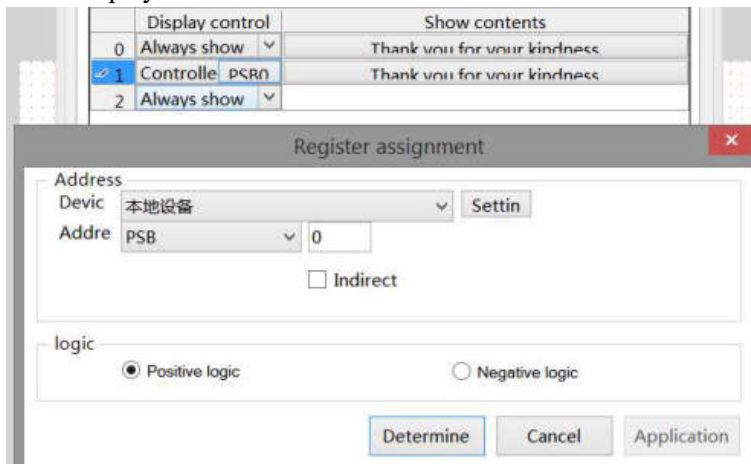 Display control Show contents
0 Always show Thank you for your kindness
1 Controlle PSB0 Thank you for your kindness
2 Always show
Register assignment
Address
Devic 本地设备 Settin
Addre PSB 0
Indirect
logic
Positive logic Negative logic
Determine Cancel Application